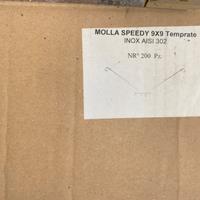 MOLLA SPEEDY 9X9 Temprate
INOX AISI 302
NR° 200 Pz.